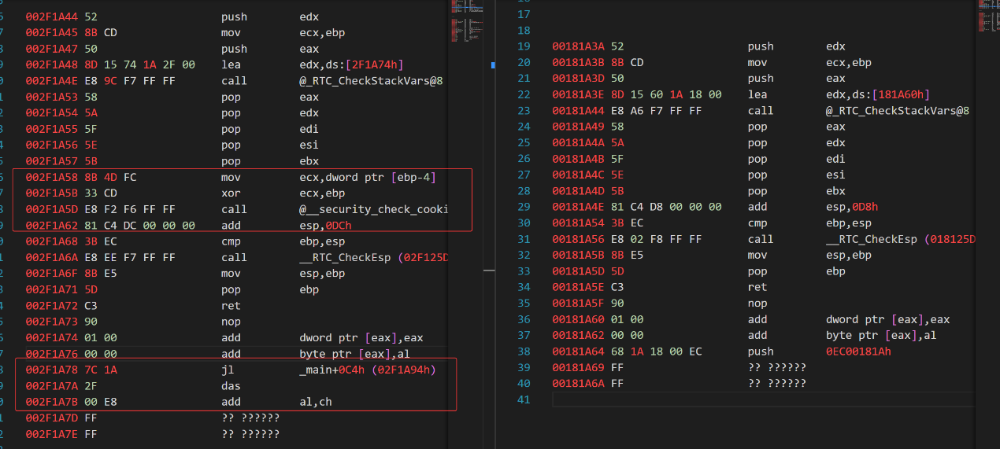 002F1A44 52 push edx
002F1A45 8B CD mov ecx,ebp
002F1A47 50 push eax
002F1A48 8D 15 74 1A 2F 00 lea edx,ds:[2F1A74h]
002F1A4E E8 9C F7 FF FF call @_RTC_CheckStackVars@8
002F1A53 58 pop eax
002F1A54 5A pop edx
002F1A55 5F pop edi
002F1A56 5E pop esi
002F1A57 5B pop ebx
002F1A58 8B 4D FC mov ecx,dword ptr [ebp-4]
002F1A5B 33 CD xor ecx,ebp
002F1A5D E8 F2 F6 FF FF call @__security_check_cooki
002F1A62 81 C4 DC 00 00 00 add esp,0DCh
002F1A68 3B EC cmp ebp,esp
002F1A6A E8 EE F7 FF FF call __RTC_CheckEsp (02F125D
002F1A6F 8B E5 mov esp,ebp
002F1A71 5D pop ebp
002F1A72 C3 ret
002F1A73 90 nop
002F1A74 01 00 add dword ptr [eax],eax
002F1A76 00 00 add byte ptr [eax],al
002F1A78 7C 1A jl _main+0C4h (02F1A94h)
002F1A7A 2F das
002F1A7B 00 E8 add al,ch
002F1A7D FF ?? ??????
002F1A7E FF ?? ??????
17
18
19 00181A3A 52 push edx
20 00181A3B 8B CD mov ecx,ebp
21 00181A3D 50 push eax
22 00181A3E 8D 15 60 1A 18 00 lea edx,ds:[181A60h]
23 00181A44 E8 A6 F7 FF FF call @_RTC_CheckStackVars@8
24 00181A49 58 pop eax
25 00181A4A 5A pop edx
26 00181A4B 5F pop edi
27 00181A4C 5E pop esi
28 00181A4D 5B pop ebx
29 00181A4E 81 C4 D8 00 00 00 add esp,0D8h
30 00181A54 3B EC cmp ebp,esp
31 00181A56 E8 02 F8 FF FF call __RTC_CheckEsp (018125D
32 00181A5B 8B E5 mov esp,ebp
33 00181A5D 5D pop ebp
34 00181A5E C3 ret
35 00181A5F 90 nop
36 00181A60 01 00 add dword ptr [eax],eax
37 00181A62 00 00 add byte ptr [eax],al
38 00181A64 68 1A 18 00 EC push 0EC00181Ah
39 00181A69 FF ?? ??????
40 00181A6A FF ?? ??????
41